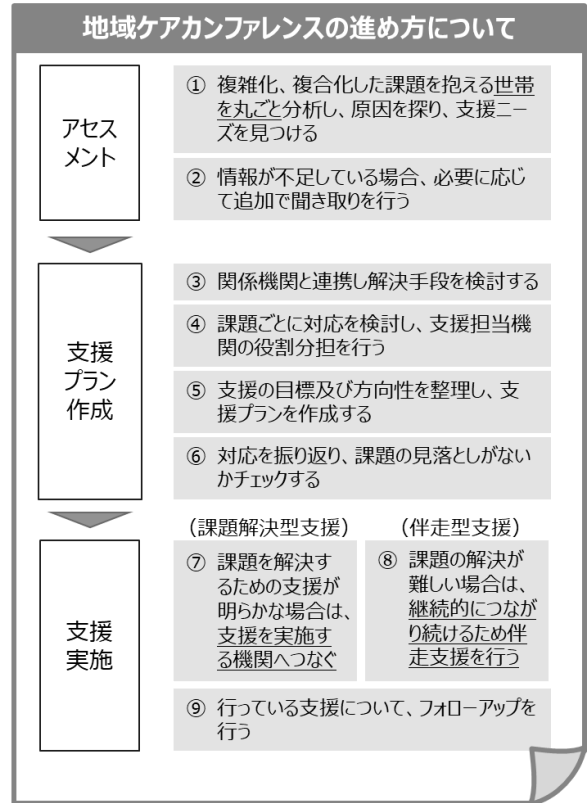 地域ケアカンファレンスの進め方について
アセス
メント
① 複雑化、複合化した課題を抱える世帯
を丸ごと分析し、原因を探り、支援ニー
ズを見つける
② 情報が不足している場合、必要に応じ
て追加で聞き取りを行う
支援
プラン
作成
③ 関係機関と連携し解決手段を検討する
④ 課題ごとに対応を検討し、支援担当機
関の役割分担を行う
⑤ 支援の目標及び方向性を整理し、支
援プランを作成する
⑥ 対応を振り返り、課題の見落としがない
かチェックする
支援
実施
（課題解決型支援）
⑦ 課題を解決す
るための支援が
明らかな場合は、
支援を実施す
る機関へつなぐ
（伴走型支援）
⑧ 課題の解決が
難しい場合は、
継続的につなが
り続けるため伴
走支援を行う
⑨ 行っている支援について、フォローアップを
行う